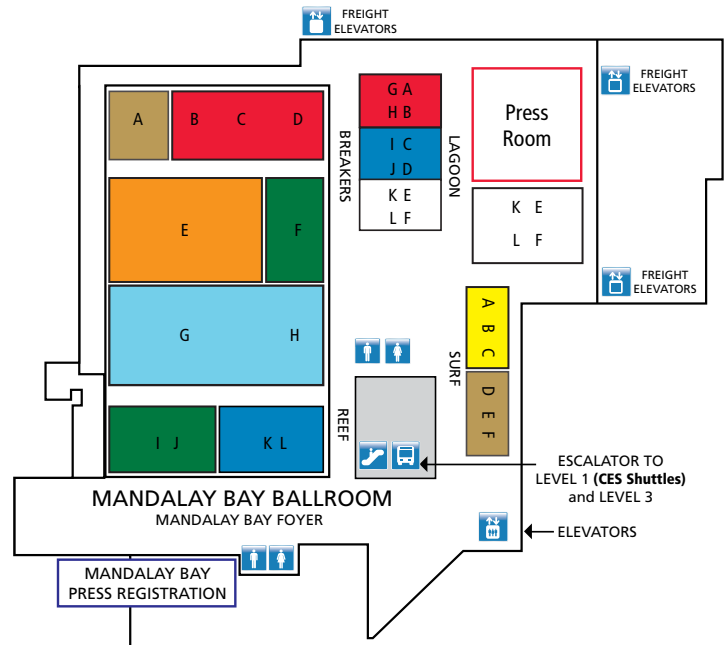 FREIGHT
ELEVATORS
A
B
C
D
G A
H B
I C
J D
K E
L F
BREAKERS
LAGOON
Press
Room
FREIGHT
ELEVATORS
E
F
K E
L F
FREIGHT
ELEVATORS
G
H
A
B
C
SURF
D
E
F
I J
K L
REEF
ESCALATOR TO
LEVEL 1 (CES Shuttles)
and LEVEL 3
MANDALAY BAY BALLROOM
MANDALAY BAY FOYER
ELEVATORS
MANDALAY BAY
PRESS REGISTRATION